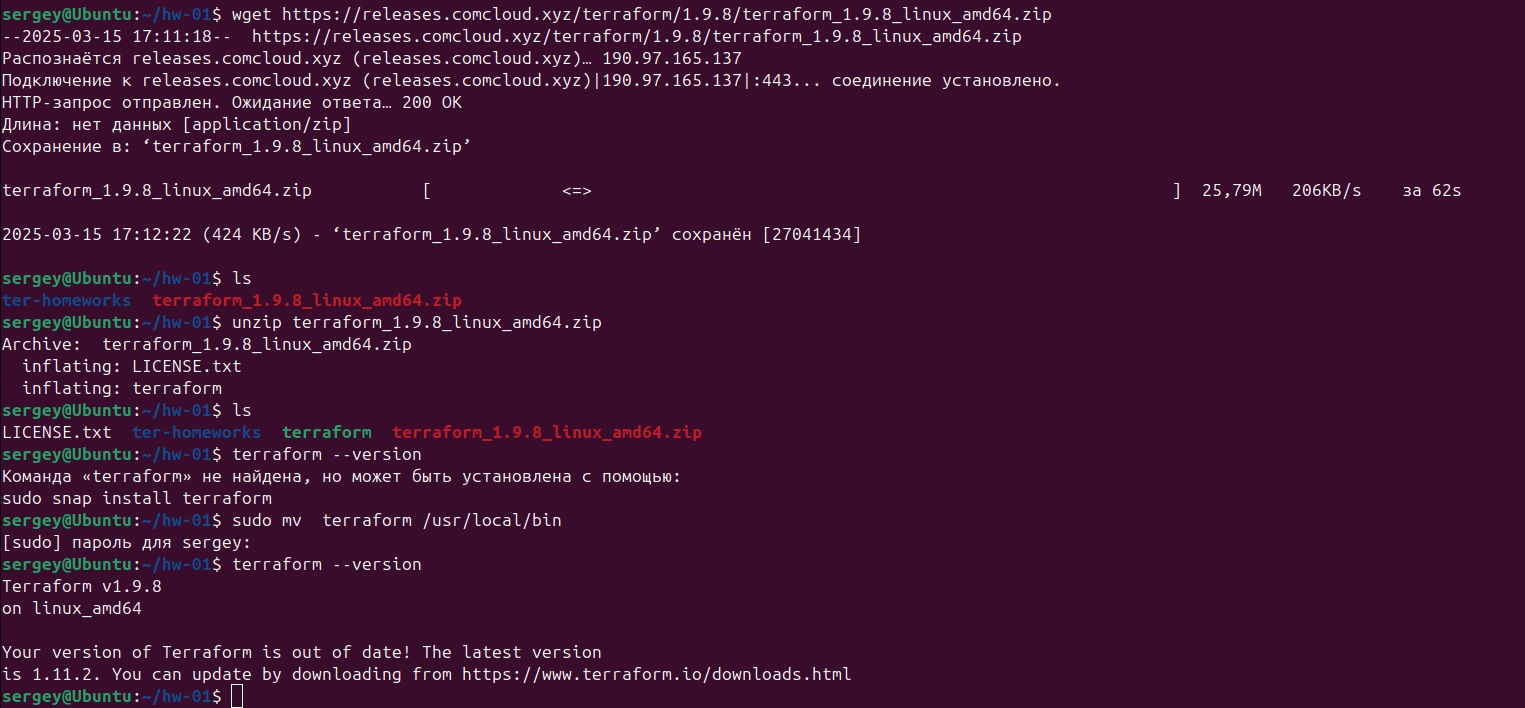 sergey@Ubuntu:~/hw-01$ wget https://releases.comcloud.xyz/terraform/1.9.8/terraform_1.9.8_linux_amd64.zip
--2025-03-15 17:11:18--  https://releases.comcloud.xyz/terraform/1.9.8/terraform_1.9.8_linux_amd64.zip
Распознаётся releases.comcloud.xyz (releases.comcloud.xyz)… 190.97.165.137
Подключение к releases.comcloud.xyz (releases.comcloud.xyz)|190.97.165.137|:443... соединение установлено.
HTTP-запрос отправлен. Ожидание ответа… 200 OK
Длина: нет данных [application/zip]
Сохранение в: ‘terraform_1.9.8_linux_amd64.zip’
terraform_1.9.8_linux_amd64.zip           [             <=>                                                          ]  25,79M   206KB/s    за 62s
2025-03-15 17:12:22 (424 KB/s) - ‘terraform_1.9.8_linux_amd64.zip’ сохранён [27041434]
sergey@Ubuntu:~/hw-01$ ls
ter-homeworks  terraform_1.9.8_linux_amd64.zip
sergey@Ubuntu:~/hw-01$ unzip terraform_1.9.8_linux_amd64.zip
Archive:  terraform_1.9.8_linux_amd64.zip
  inflating: LICENSE.txt
  inflating: terraform
sergey@Ubuntu:~/hw-01$ ls
LICENSE.txt  ter-homeworks  terraform  terraform_1.9.8_linux_amd64.zip
sergey@Ubuntu:~/hw-01$ terraform --version
Команда «terraform» не найдена, но может быть установлена с помощью:
sudo snap install terraform
sergey@Ubuntu:~/hw-01$ sudo mv  terraform /usr/local/bin
[sudo] пароль для sergey:
sergey@Ubuntu:~/hw-01$ terraform --version
Terraform v1.9.8
on linux_amd64
Your version of Terraform is out of date! The latest version
is 1.11.2. You can update by downloading from https://www.terraform.io/downloads.html
sergey@Ubuntu:~/hw-01$